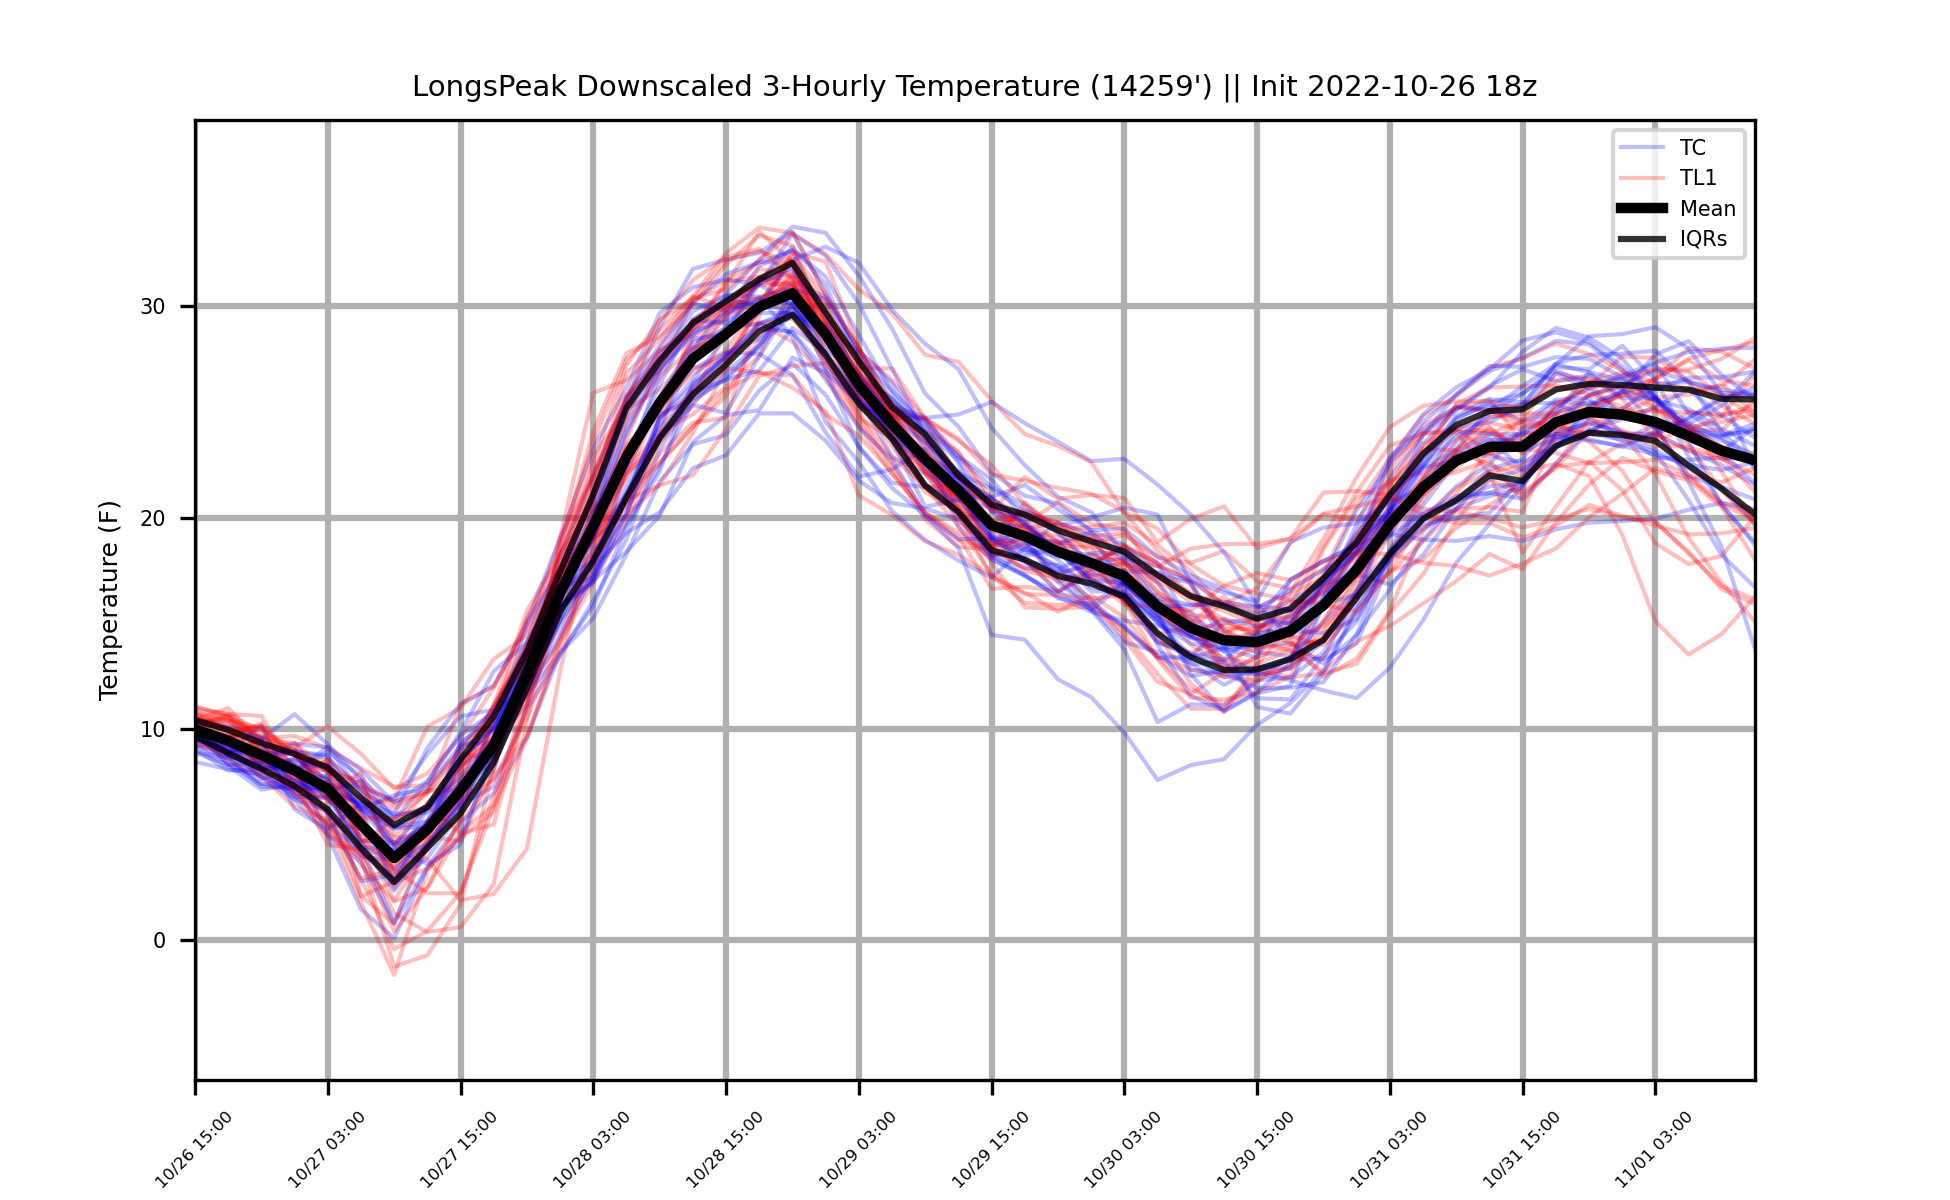 LongsPeak Downscaled 3-Hourly Temperature (14259') || Init 2022-10-26 18z
TC
TL1
Mean
IQRs
Temperature (F)
30
20
10
0
10/26 15:00
10/27 03:00
10/27 15:00
10/28 03:00
10/28 15:00
10/29 03:00
10/29 15:00
10/30 03:00
10/30 15:00
10/31 03:00
10/31 15:00
11/01 03:00